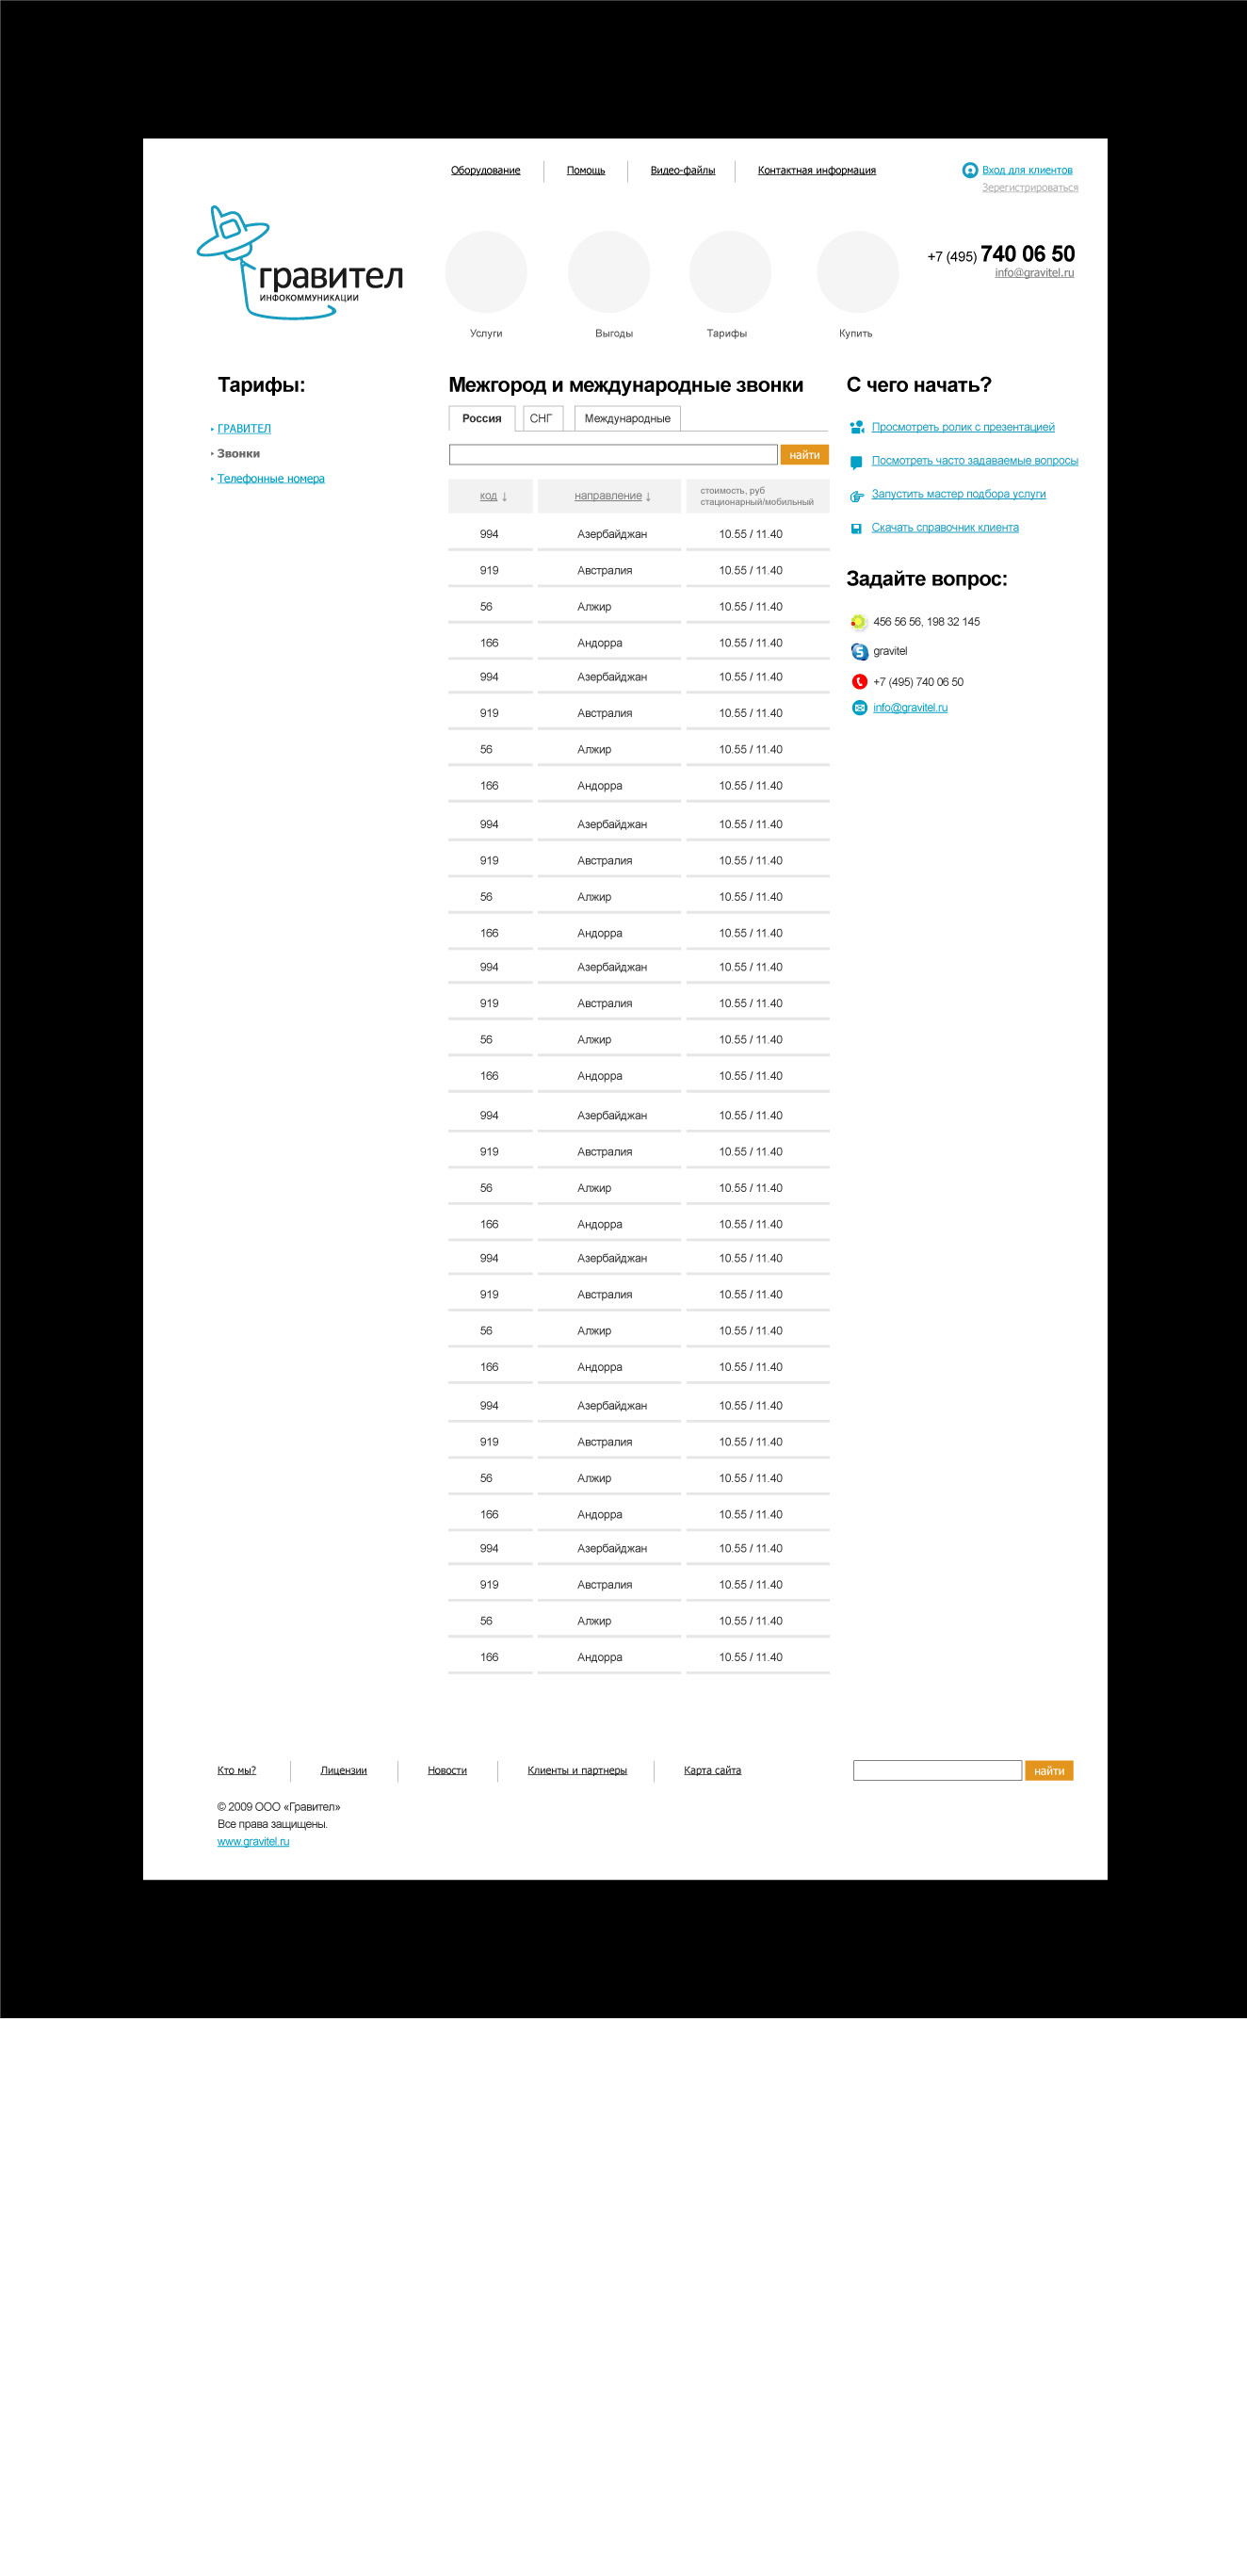 Оборудование
Помощь
Видео-файлы
Контактная информация
Вход для клиентов
Зарегистрироваться
гравител
ИНФОКОММУНИКАЦИИ
+7 (495) 740 06 50
info@gravitel.ru
Услуги
Выгоды
Тарифы
Купить
Тарифы:
ГРАВИТЕЛ
Звонки
Телефонные номера
Межгород и международные звонки
Россия
СНГ
Международные
найти
код ↓
направление ↓
стоимость, руб
стационарный/мобильный
994 Азербайджан 10.55 / 11.40
919 Австралия 10.55 / 11.40
56 Алжир 10.55 / 11.40
166 Андорра 10.55 / 11.40
994 Азербайджан 10.55 / 11.40
919 Австралия 10.55 / 11.40
56 Алжир 10.55 / 11.40
166 Андорра 10.55 / 11.40
994 Азербайджан 10.55 / 11.40
919 Австралия 10.55 / 11.40
56 Алжир 10.55 / 11.40
166 Андорра 10.55 / 11.40
994 Азербайджан 10.55 / 11.40
919 Австралия 10.55 / 11.40
56 Алжир 10.55 / 11.40
166 Андорра 10.55 / 11.40
994 Азербайджан 10.55 / 11.40
919 Австралия 10.55 / 11.40
56 Алжир 10.55 / 11.40
166 Андорра 10.55 / 11.40
994 Азербайджан 10.55 / 11.40
919 Австралия 10.55 / 11.40
56 Алжир 10.55 / 11.40
166 Андорра 10.55 / 11.40
994 Азербайджан 10.55 / 11.40
919 Австралия 10.55 / 11.40
56 Алжир 10.55 / 11.40
166 Андорра 10.55 / 11.40
994 Азербайджан 10.55 / 11.40
919 Австралия 10.55 / 11.40
56 Алжир 10.55 / 11.40
166 Андорра 10.55 / 11.40
С чего начать?
Просмотреть ролик с презентацией
Посмотреть часто задаваемые вопросы
Запустить мастер подбора услуги
Скачать справочник клиента
Задайте вопрос:
456 56 56, 198 32 145
gravitel
+7 (495) 740 06 50
info@gravitel.ru
Кто мы?
Лицензии
Новости
Клиенты и партнеры
Карта сайта
найти
© 2009 ООО «Гравител»
Все права защищены.
www.gravitel.ru